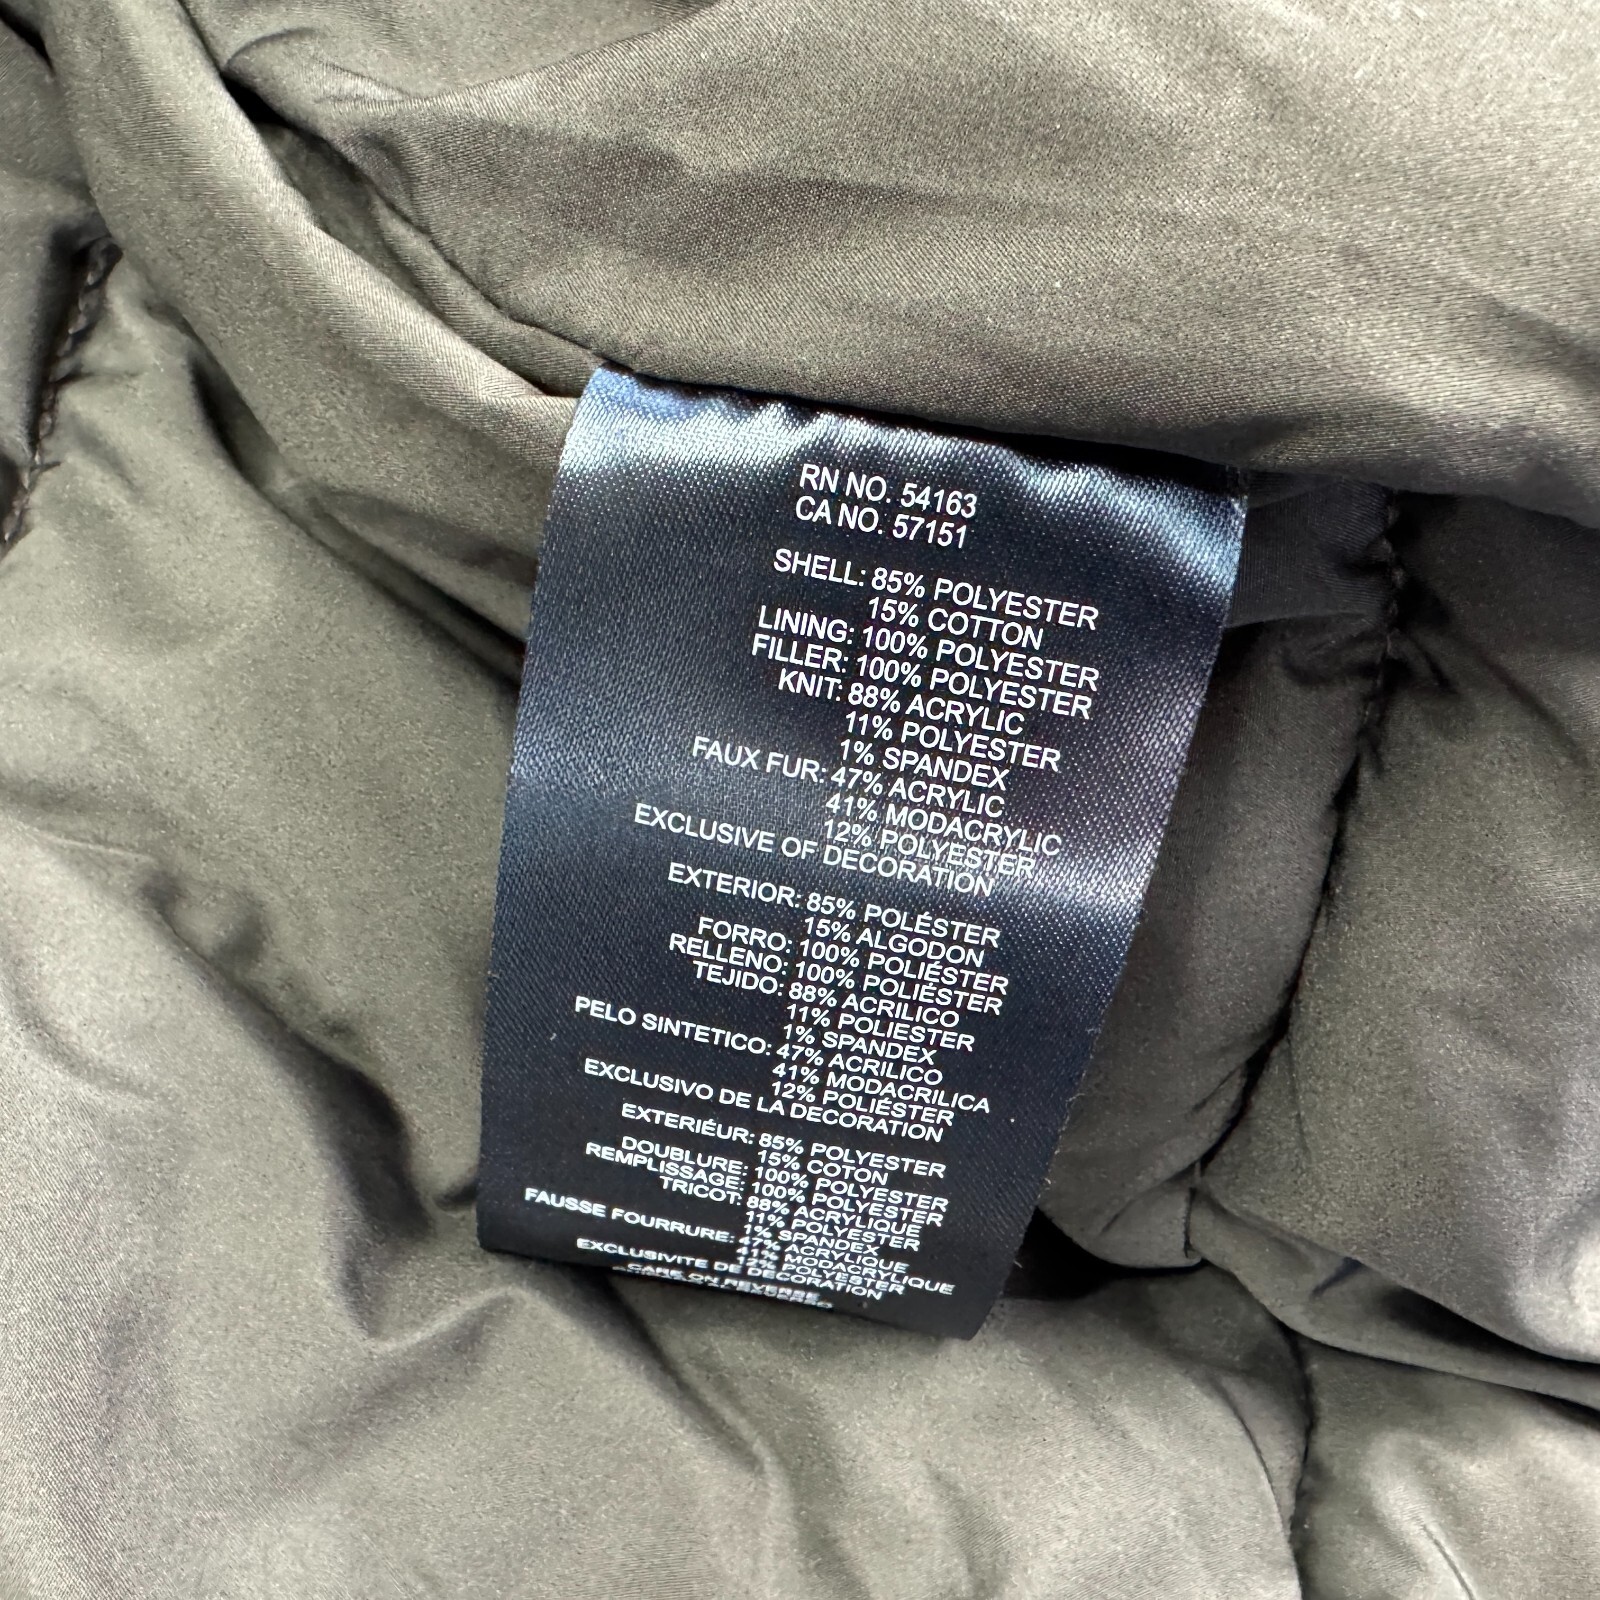 RN NO. 54163
CA NO. 57151
SHELL: 85% POLYESTER
15% COTTON
LINING: 100% POLYESTER
FILLER: 100% POLYESTER
KNIT: 88% ACRYLIC
11% POLYESTER
1% SPANDEX
FAUX FUR: 47% ACRYLIC
41% MODACRYLIC
12% POLYESTER
EXCLUSIVE OF DECORATION
EXTERIOR: 85% POLÉSTER
15% ALGODON
FORRO: 100% POLIÉSTER
RELLENO: 100% POLIÉSTER
TEJIDO: 88% ACRILICO
11% POLIESTER
1% SPANDEX
PELO SINTETICO: 47% ACRILICO
41% MODACRILICA
12% POLIÉSTER
EXCLUSIVO DE LA DECORATION
EXTERIÉUR: 85% POLYESTER
15% COTON
DOUBLURE: 100% POLYESTER
REMPLISSAGE: 100% POLYESTER
TRICOT: 88% ACRYLIQUE
11% POLYESTER
1% SPANDEX
FAUSSE FOURRURE: 47% ACRYLIQUE
41% MODACRYLIQUE
12% POLYESTER
EXCLUSIVITE DE DECORATION
CARE ON REVERSE